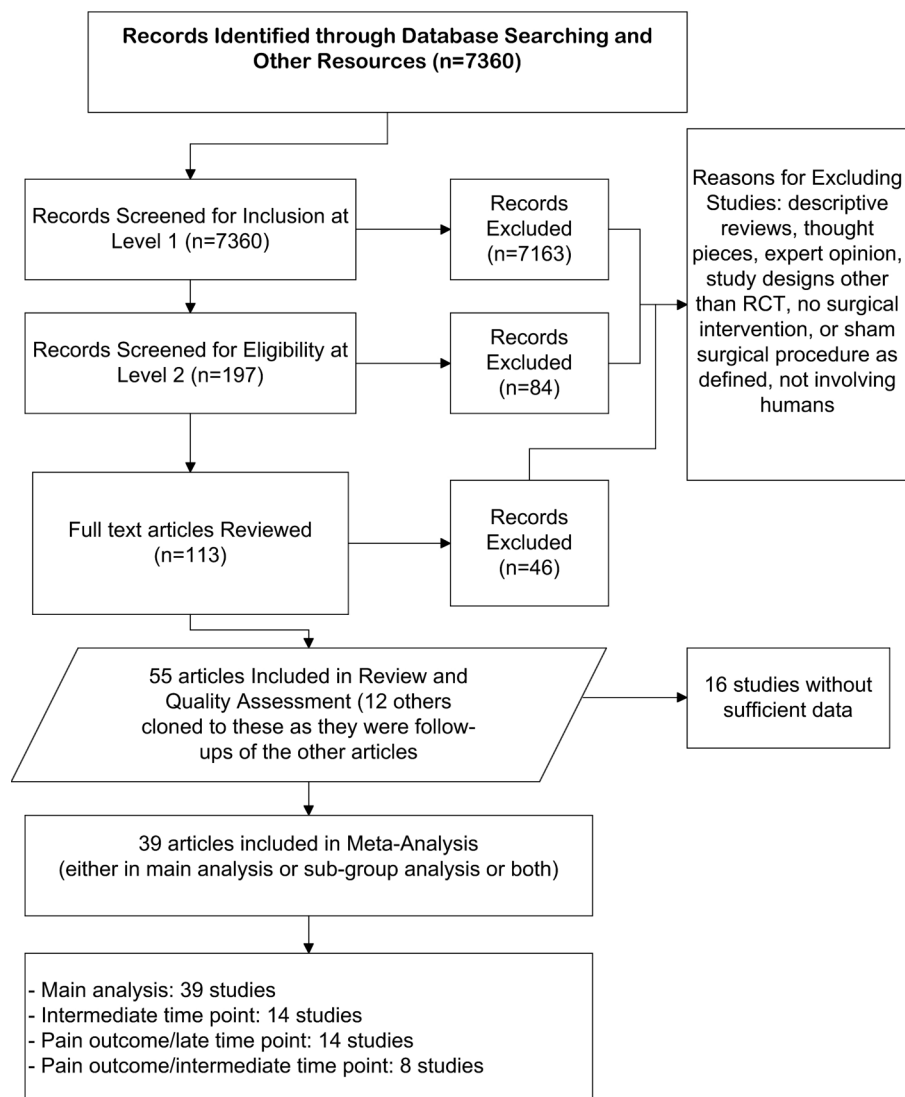 Records Identified through Database Searching and
Other Resources (n=7360)
Records Screened for Inclusion at
Level 1 (n=7360)
Records
Excluded
(n=7163)
Reasons for Excluding
Studies: descriptive
reviews, thought
pieces, expert opinion,
study designs other
than RCT, no surgical
intervention, or sham
surgical procedure as
defined, not involving
humans
Records Screened for Eligibility at
Level 2 (n=197)
Records
Excluded
(n=84)
Full text articles Reviewed
(n=113)
Records
Excluded
(n=46)
55 articles Included in Review and
Quality Assessment (12 others
cloned to these as they were follow-
ups of the other articles
16 studies without
sufficient data
39 articles included in Meta-Analysis
(either in main analysis or sub-group analysis or both)
- Main analysis: 39 studies
- Intermediate time point: 14 studies
- Pain outcome/late time point: 14 studies
- Pain outcome/intermediate time point: 8 studies